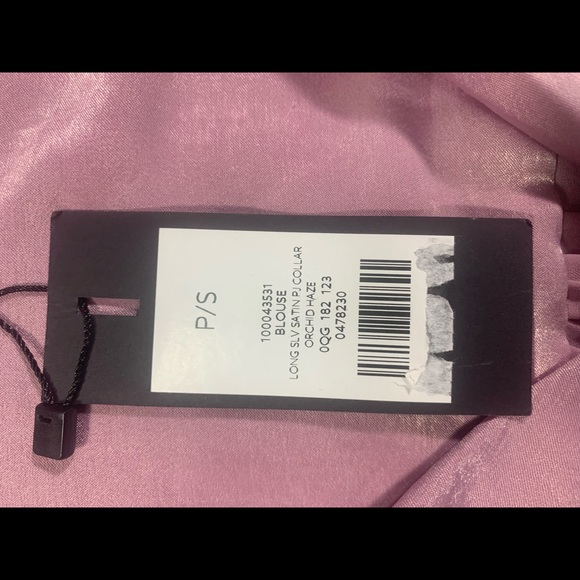 P/S
100043531
BLOUSE
LONG SLV SATIN PJ COLLAR
ORCHID HAZE
0QG 182 123
0478230